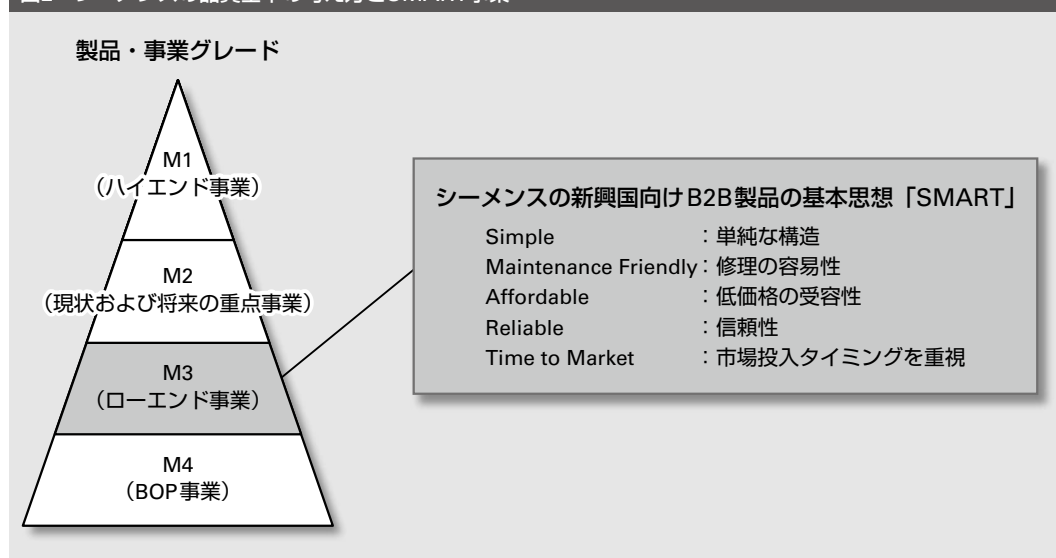 製品・事業グレード
M1
（ハイエンド事業）
M2
（現状および将来の重点事業）
M3
（ローエンド事業）
M4
（BOP事業）
シーメンスの新興国向けB2B製品の基本思想「SMART」
Simple：単純な構造
Maintenance Friendly：修理の容易性
Affordable：低価格の受容性
Reliable：信頼性
Time to Market：市場投入タイミングを重視